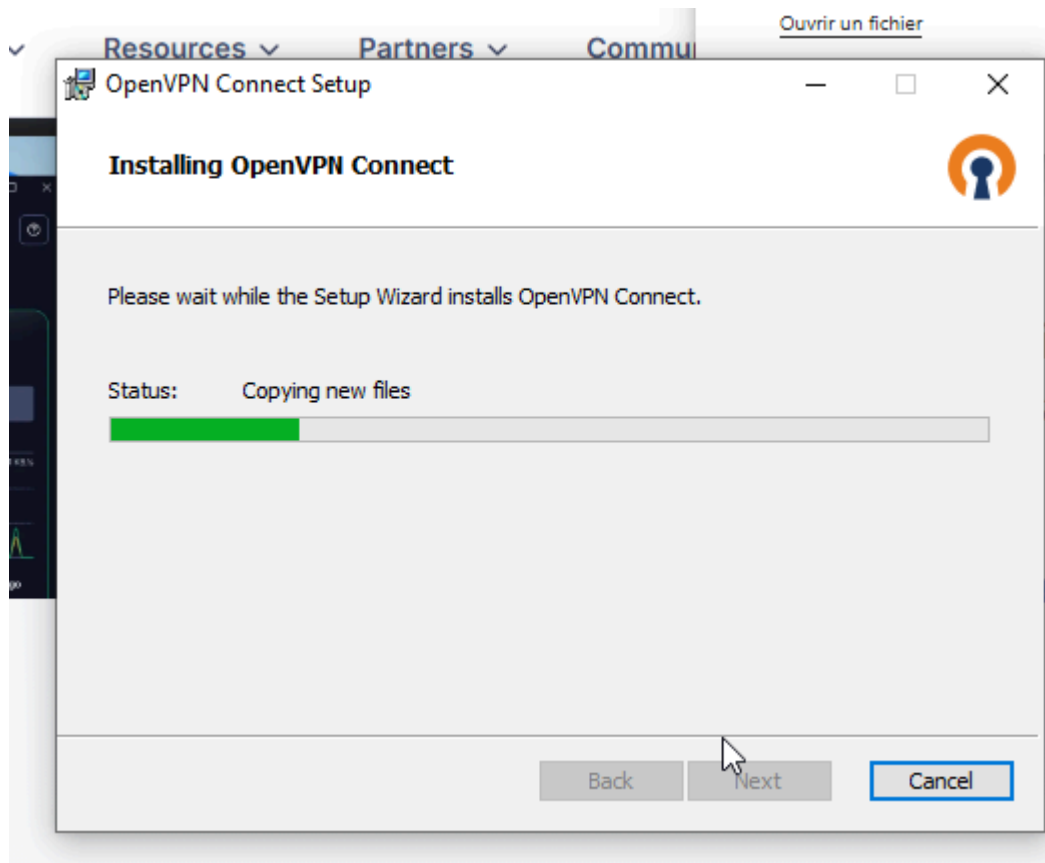 Ouvrir un fichier
Resources Partners Commu
OpenVPN Connect Setup
Installing OpenVPN Connect
Please wait while the Setup Wizard installs OpenVPN Connect.
Status: Copying new files
Back Next Cancel